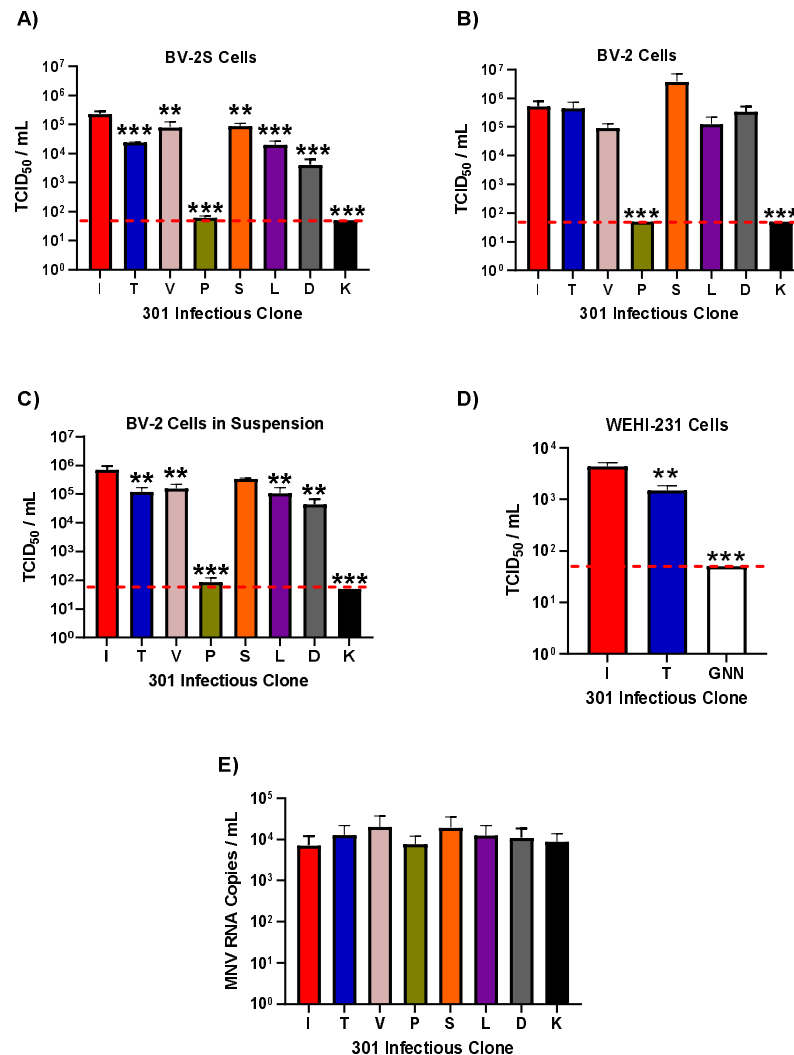 A)
BV-2S Cells
TCID50 / mL
10^7
10^6
10^5
10^4
10^3
10^2
10^1
10^0
*** ** *** ** *** *** ***
I T V P S L D K
301 Infectious Clone
B)
BV-2 Cells
TCID50 / mL
10^7
10^6
10^5
10^4
10^3
10^2
10^1
10^0
*** ***
I T V P S L D K
301 Infectious Clone
C)
BV-2 Cells in Suspension
TCID50 / mL
10^7
10^6
10^5
10^4
10^3
10^2
10^1
10^0
** ** *** ** ** ***
I T V P S L D K
301 Infectious Clone
D)
WEHI-231 Cells
TCID50 / mL
10^4
10^3
10^2
10^1
10^0
** ***
I T GNN
301 Infectious Clone
E)
MNV RNA Copies / mL
10^5
10^4
10^3
10^2
10^1
10^0
I T V P S L D K
301 Infectious Clone